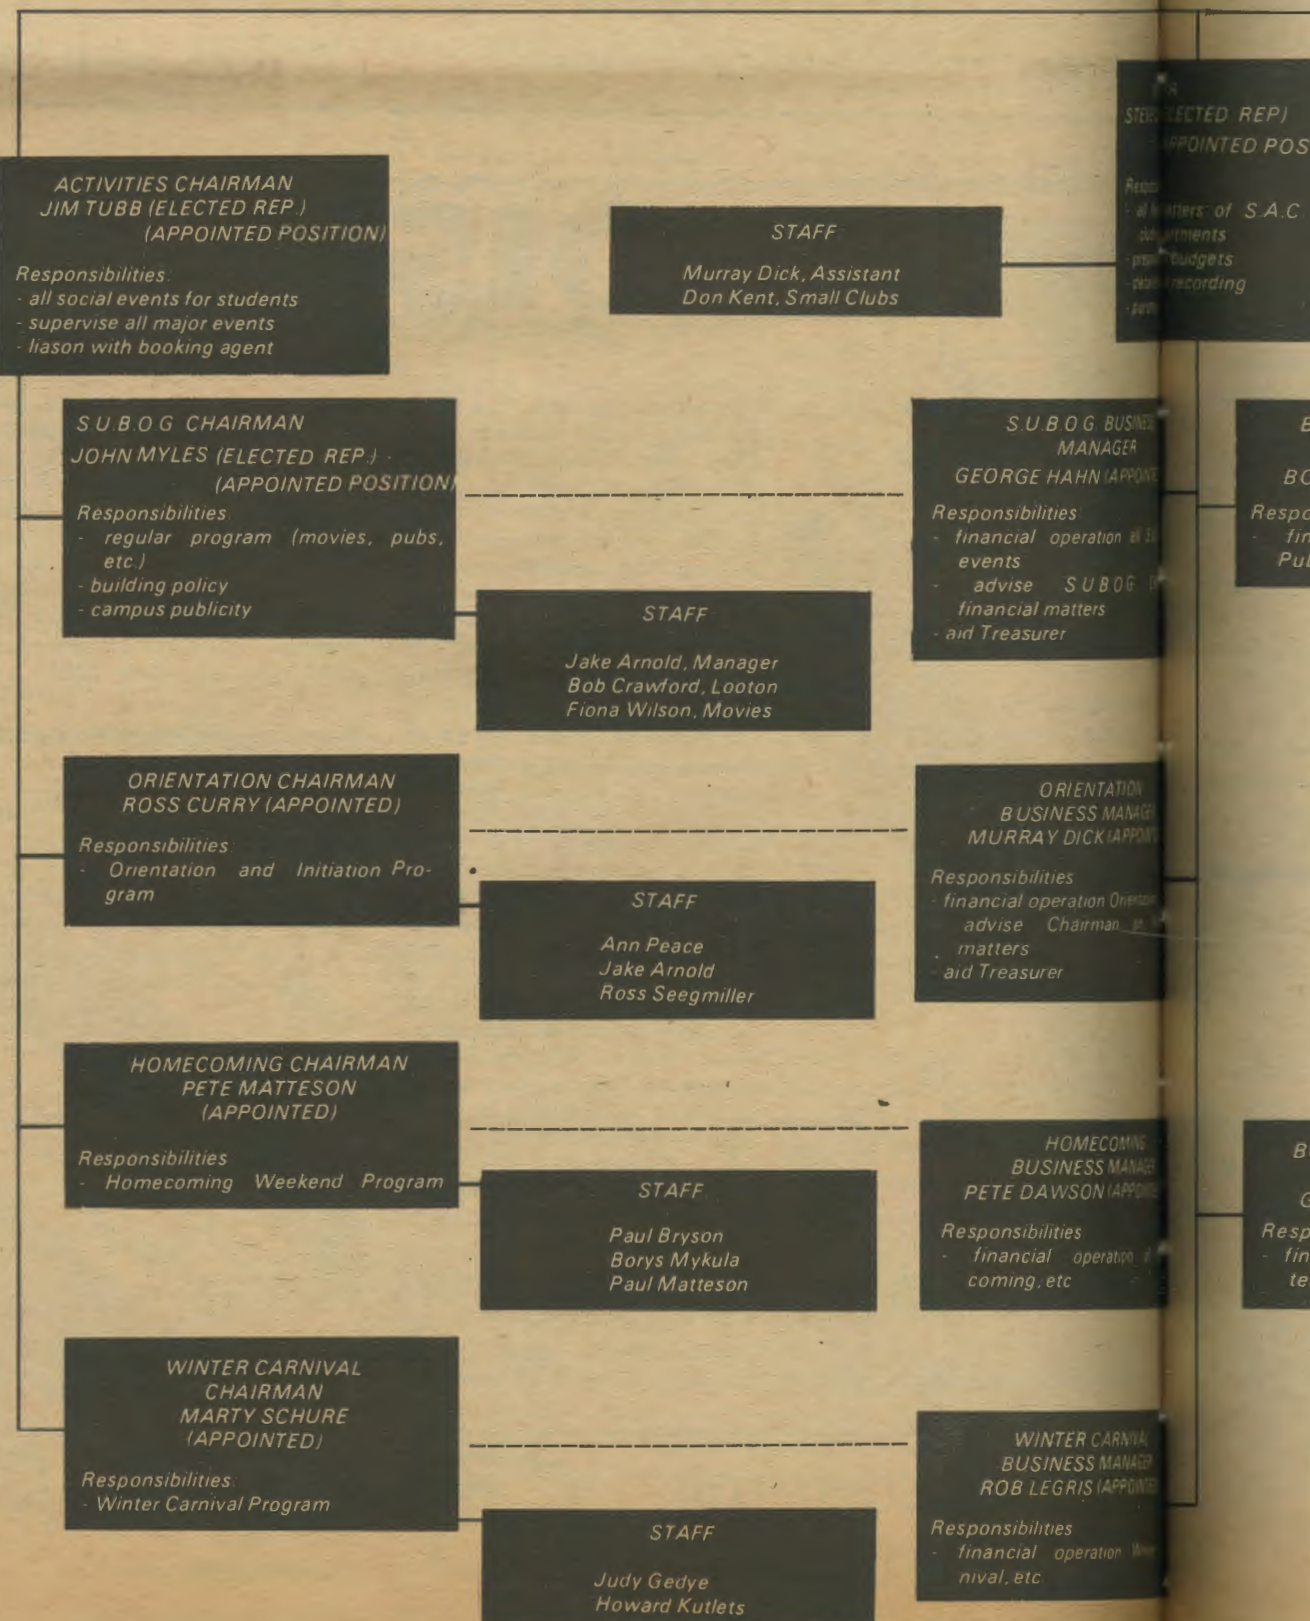 ACTIVITIES CHAIRMAN
JIM TUBB (ELECTED REP.)
(APPOINTED POSITION)
Responsibilities:
- all social events for students
- supervise all major events
- liason with booking agent
STAFF
Murray Dick, Assistant
Don Kent, Small Clubs
REP)
of S.A.C
budgets
recording
S.U.B.O.G. CHAIRMAN
JOHN MYLES (ELECTED REP.) -
(APPOINTED POSITION)
Responsibilities
- regular program (movies, pubs,
etc.)
- building policy
- campus publicity
STAFF
Jake Arnold, Manager
Bob Crawford, Looton
Fiona Wilson, Movies
S.U.B.O.G. BUSINESS
MANAGER
GEORGE HAHN
Responsibilities
- financial operation all
events
- advise S.U.B.O.G.
financial matters
- aid Treasurer
ORIENTATION CHAIRMAN
ROSS CURRY (APPOINTED)
Responsibilities
- Orientation and Initiation Pro-
gram
STAFF
Ann Peace
Jake Arnold
Ross Seegmiller
ORIENTATION
BUSINESS MANAGER
MURRAY DICK
Responsibilities
- financial operation
- advise Chairman
matters
- aid Treasurer
HOMECOMING CHAIRMAN
PETE MATTESON
(APPOINTED)
Responsibilities
- Homecoming Weekend Program
STAFF
Paul Bryson
Borys Mykula
Paul Matteson
HOMECOMING
BUSINESS MANAGER
PETE DAWSON
Responsibilities
- financial operation
coming, etc
WINTER CARNIVAL
CHAIRMAN
MARTY SCHURE
(APPOINTED)
Responsibilities
- Winter Carnival Program
STAFF
Judy Gedye
Howard Kutlets
WINTER CARNIVAL
BUSINESS MANAGER
ROB LEGRIS
Responsibilities
- financial operation
nival, etc